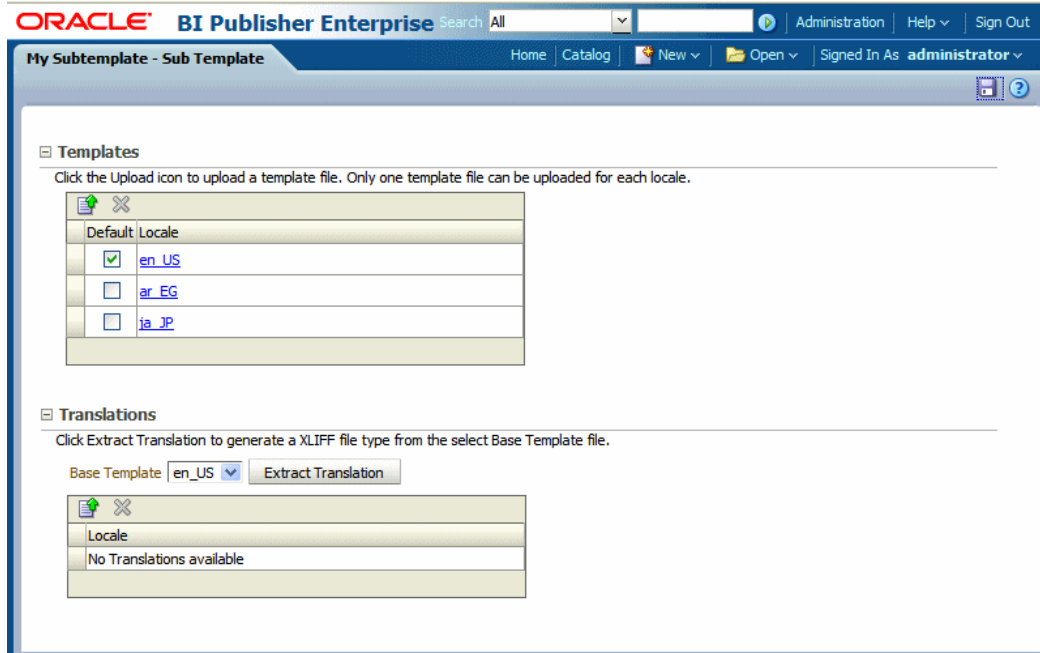 ORACLE BI Publisher Enterprise Search All Administration Help Sign Out
My Subtemplate - Sub Template Home Catalog New Open Signed In As administrator
Templates
Click the Upload icon to upload a template file. Only one template file can be uploaded for each locale.
Default Locale
en_US
ar_EG
ja_JP
Translations
Click Extract Translation to generate a XLIFF file type from the select Base Template file.
Base Template en_US Extract Translation
Locale
No Translations available